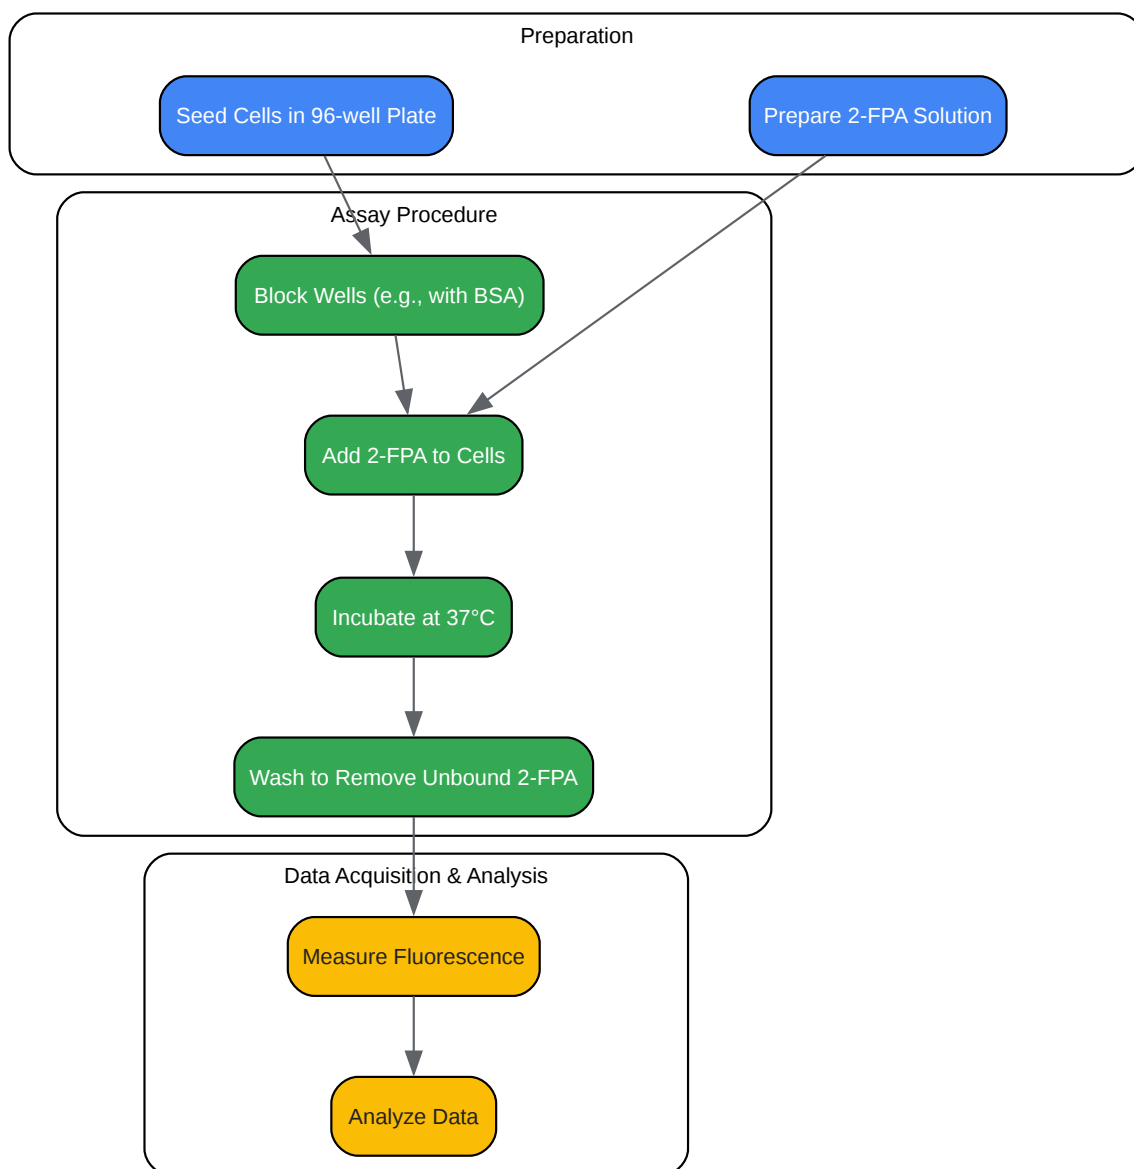 Preparation
Seed Cells in 96-well Plate
Prepare 2-FPA Solution
Assay Procedure
Block Wells (e.g., with BSA)
Add 2-FPA to Cells
Incubate at 37°C
Wash to Remove Unbound 2-FPA
Data Acquisition & Analysis
Measure Fluorescence
Analyze Data